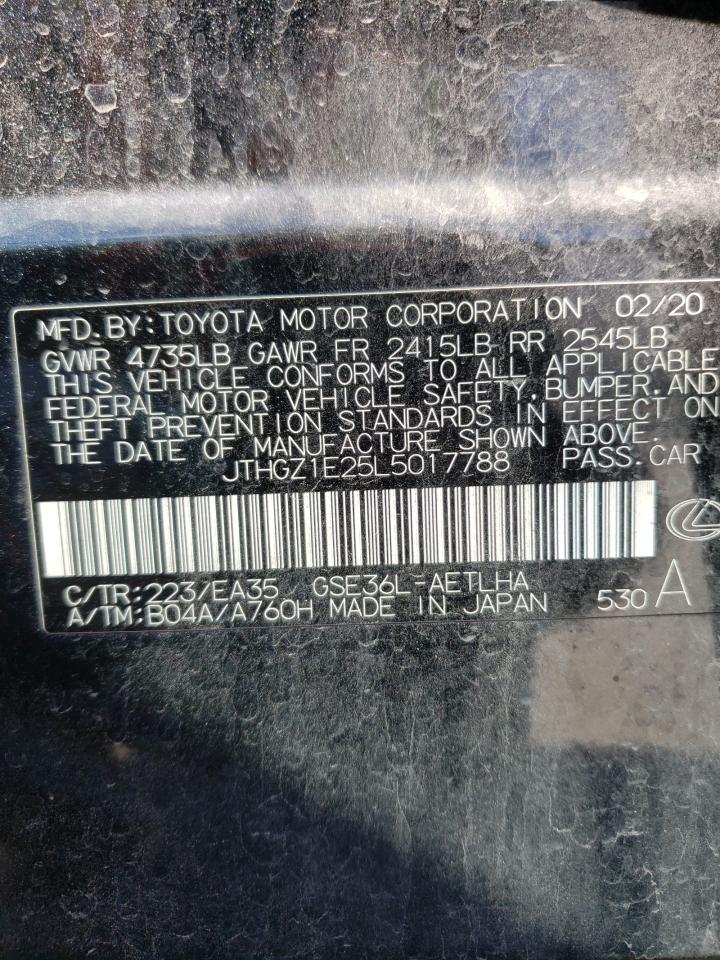 MFD. BY: TOYOTA MOTOR CORPORATION 02/20
GVWR 4735LB GAWR FR 2415LB RR 2545LB
THIS VEHICLE CONFORMS TO ALL APPLICABLE
FEDERAL MOTOR VEHICLE SAFETY, BUMPER, AND
THEFT PREVENTION STANDARDS IN EFFECT ON
THE DATE OF MANUFACTURE SHOWN ABOVE.
JTHGZ1E25L5017788 PASS. CAR
C/TR: 223/EA35 GSE36L-AETLHA
A/TM: B04A/A760H MADE IN JAPAN 530 A